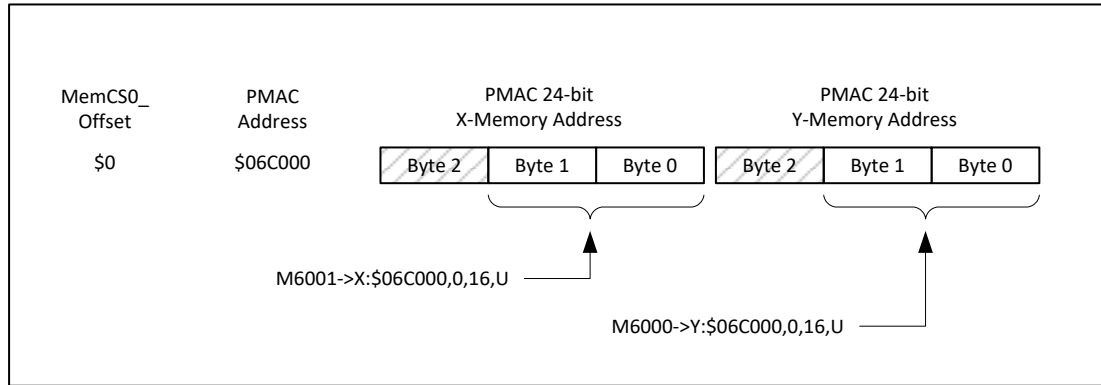 MemCS0_ Offset
PMAC Address
PMAC 24-bit X-Memory Address
PMAC 24-bit Y-Memory Address
$0
$06C000
Byte 2
Byte 1
Byte 0
Byte 2
Byte 1
Byte 0
M6001->X:$06C000,0,16,U
M6000->Y:$06C000,0,16,U